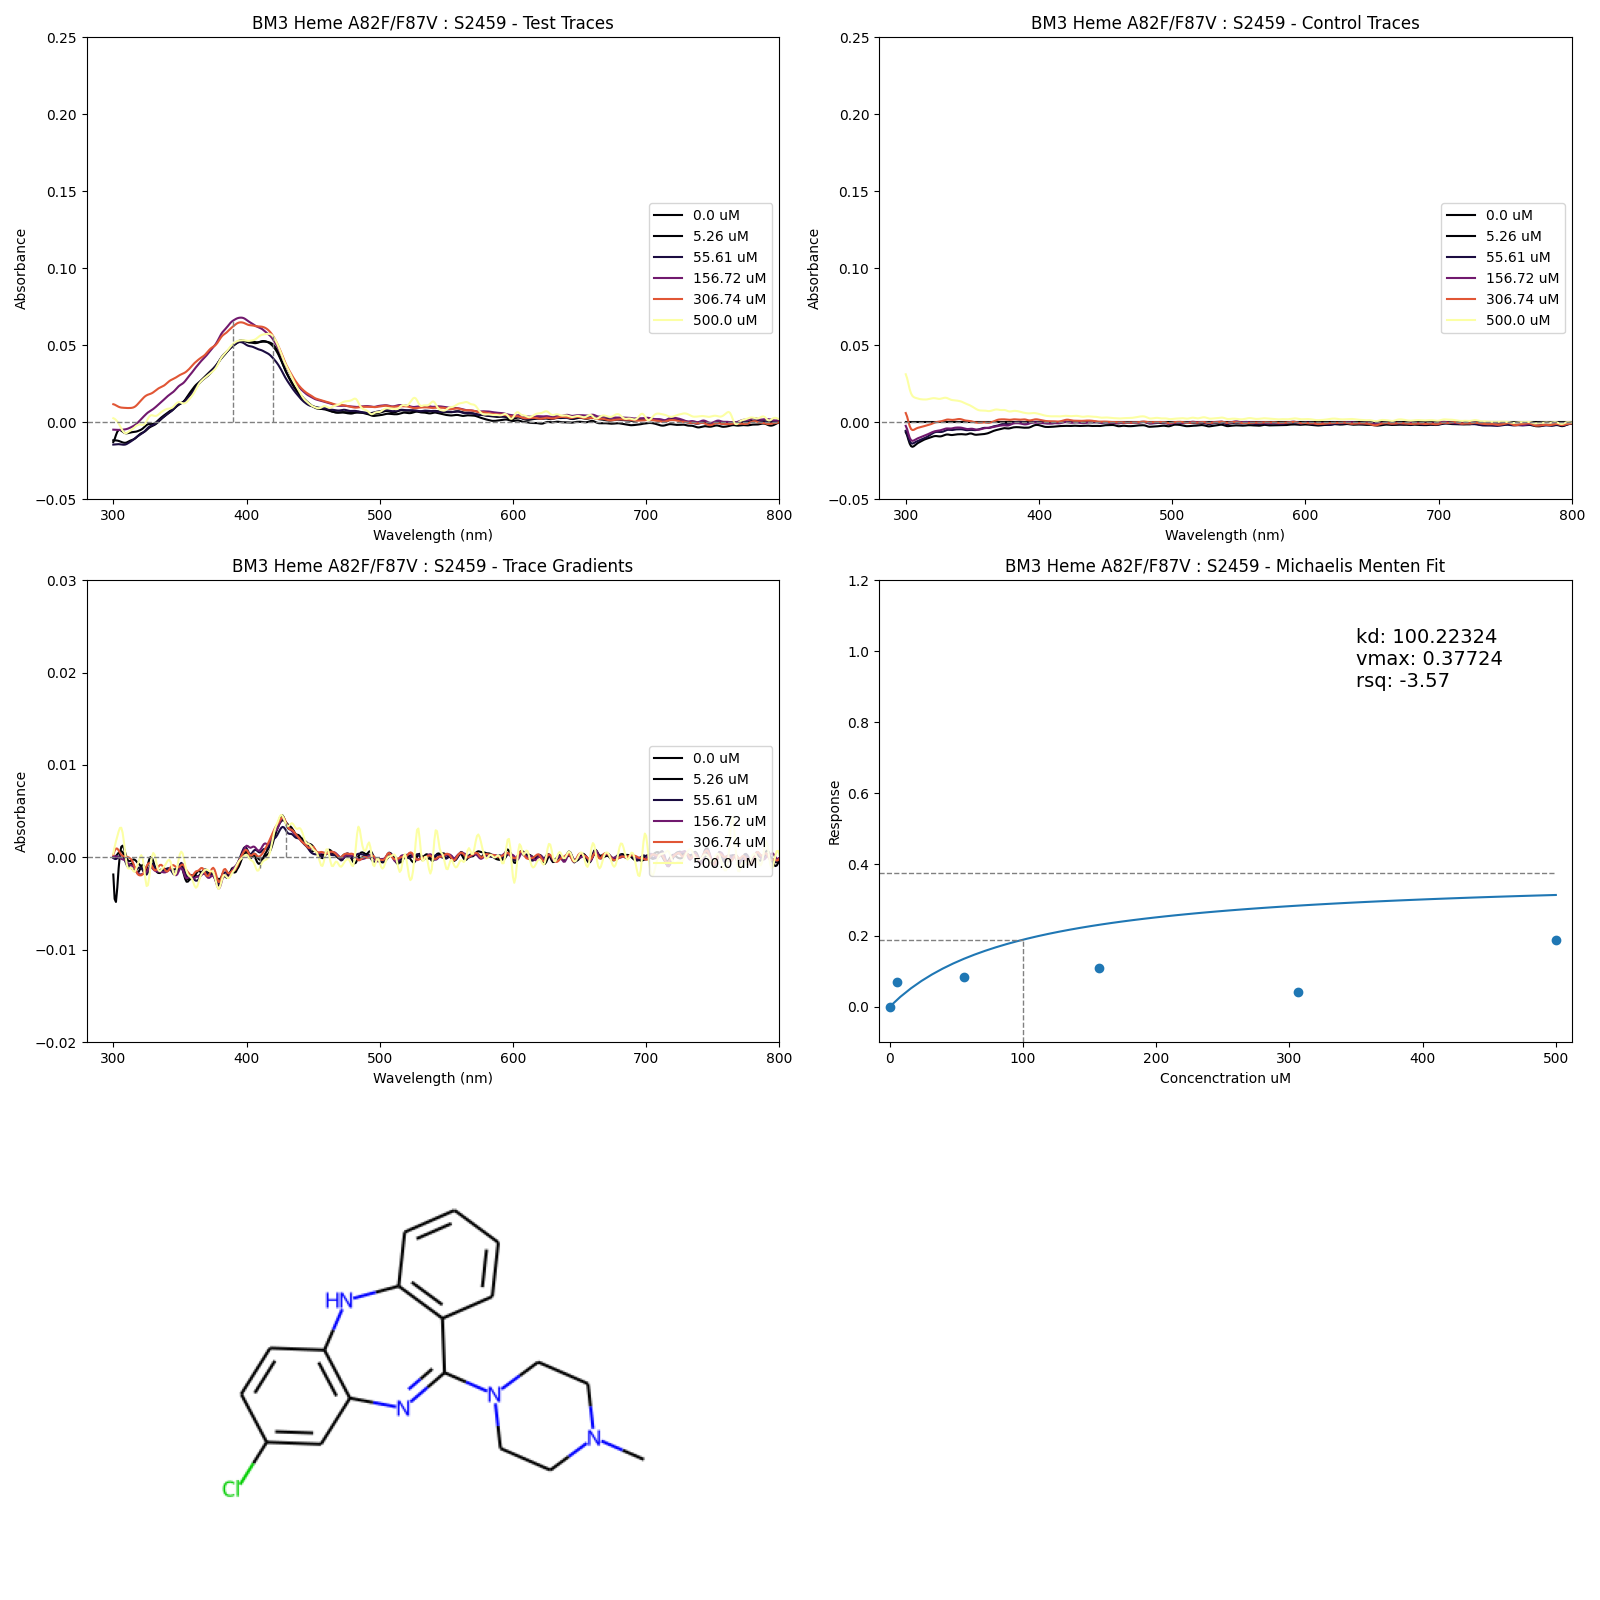 BM3 Heme A82F/F87V : S2459 - Test Traces
0.25
0.20
0.15
0.10
0.05
0.00
−0.05
Absorbance
300 400 500 600 700 800
Wavelength (nm)
0.0 uM
5.26 uM
55.61 uM
156.72 uM
306.74 uM
500.0 uM
BM3 Heme A82F/F87V : S2459 - Control Traces
0.25
0.20
0.15
0.10
0.05
0.00
−0.05
Absorbance
300 400 500 600 700 800
Wavelength (nm)
0.0 uM
5.26 uM
55.61 uM
156.72 uM
306.74 uM
500.0 uM
BM3 Heme A82F/F87V : S2459 - Trace Gradients
0.03
0.02
0.01
0.00
−0.01
−0.02
Absorbance
300 400 500 600 700 800
Wavelength (nm)
0.0 uM
5.26 uM
55.61 uM
156.72 uM
306.74 uM
500.0 uM
BM3 Heme A82F/F87V : S2459 - Michaelis Menten Fit
1.2
1.0
0.8
0.6
0.4
0.2
0.0
Response
0 100 200 300 400 500
Concenctration uM
kd: 100.22324
vmax: 0.37724
rsq: -3.57
HN
N
N
N
Cl